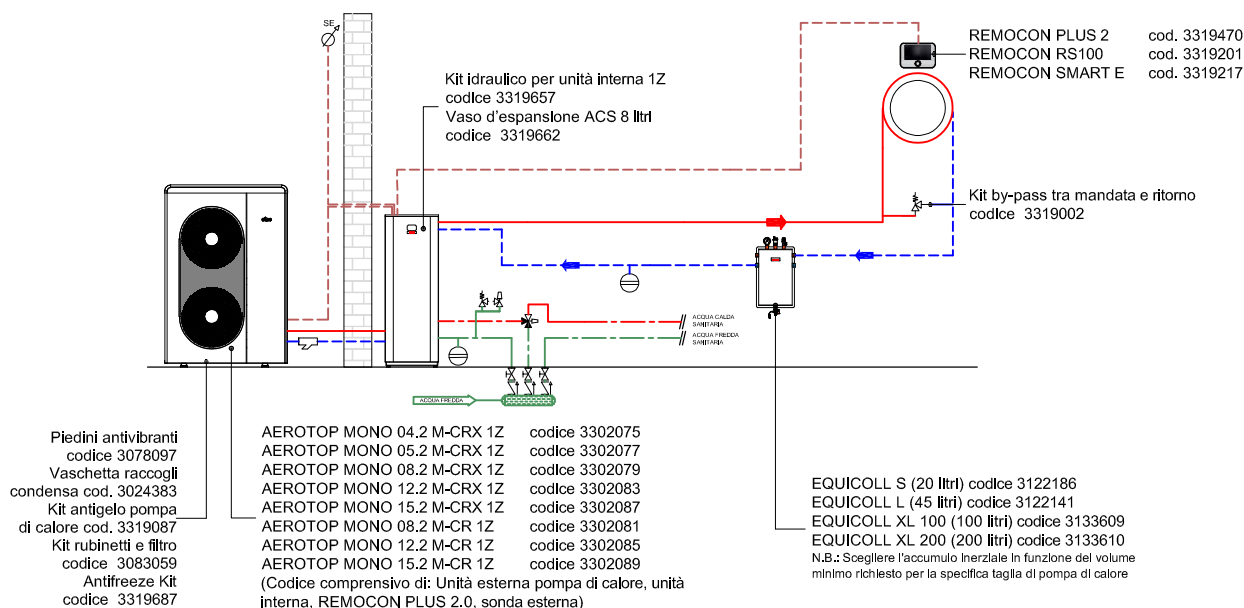 SE
REMOCON PLUS 2 cod. 3319470
REMOCON RS100 cod. 3319201
REMOCON SMART E cod. 3319217
Kit idraulico per unità interna 1Z
codice 3319657
Vaso d'espansione ACS 8 litri
codice 3319662
Kit by-pass tra mandata e ritorno
codice 3319002
ACQUA CALDA
SANITARIA
ACQUA FREDDA
SANITARIA
ACQUA FREDDA
Piedini antivibranti
codice 3078097
Vaschetta raccogli
condensa cod. 3024383
Kit antigelo pompa
di calore cod. 3319087
Kit rubinetti e filtro
codice 3083059
Antifreeze Kit
codice 3319687
AEROTOP MONO 04.2 M-CRX 1Z codice 3302075
AEROTOP MONO 05.2 M-CRX 1Z codice 3302077
AEROTOP MONO 08.2 M-CRX 1Z codice 3302079
AEROTOP MONO 12.2 M-CRX 1Z codice 3302083
AEROTOP MONO 15.2 M-CRX 1Z codice 3302087
AEROTOP MONO 08.2 M-CR 1Z codice 3302081
AEROTOP MONO 12.2 M-CR 1Z codice 3302085
AEROTOP MONO 15.2 M-CR 1Z codice 3302089
(Codice comprensivo di: Unità esterna pompa di calore, unità
interna, REMOCON PLUS 2.0, sonda esterna)
EQUICOLL S (20 litri) codice 3122186
EQUICOLL L (45 litri) codice 3122141
EQUICOLL XL 100 (100 litri) codice 3133609
EQUICOLL XL 200 (200 litri) codice 3133610
N.B.: Scegliere l'accumulo inerziale in funzione del volume
minimo richiesto per la specifica taglia di pompa di calore